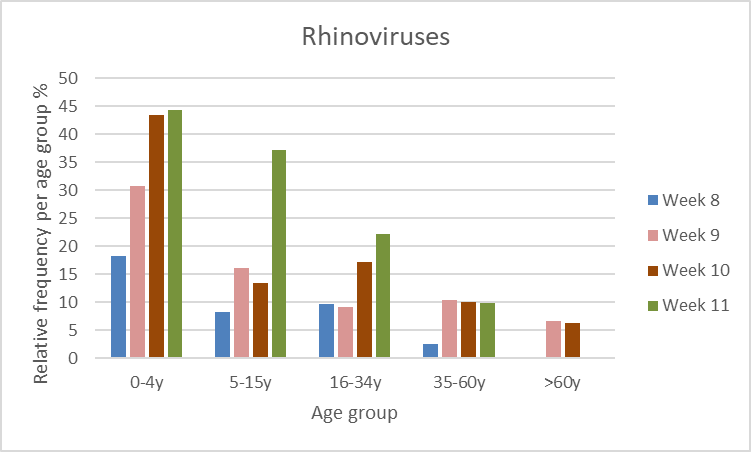 Rhinoviruses
Relative frequency per age group %
50
45
40
35
30
25
20
15
10
5
0
0-4y 5-15y 16-34y 35-60y >60y
Age group
Week 8
Week 9
Week 10
Week 11